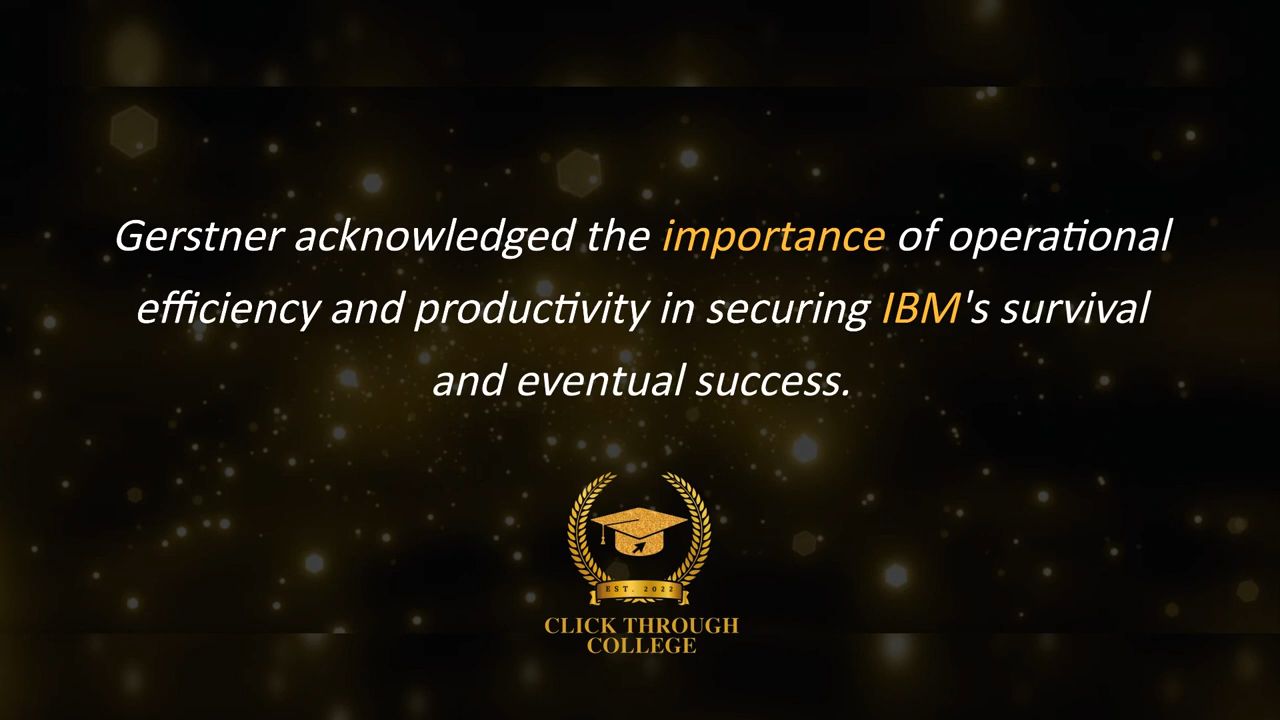 Gerstner acknowledged the importance of operational
efficiency and productivity in securing IBM's survival
and eventual success.
EST. 2022
CLICK THROUGH
COLLEGE